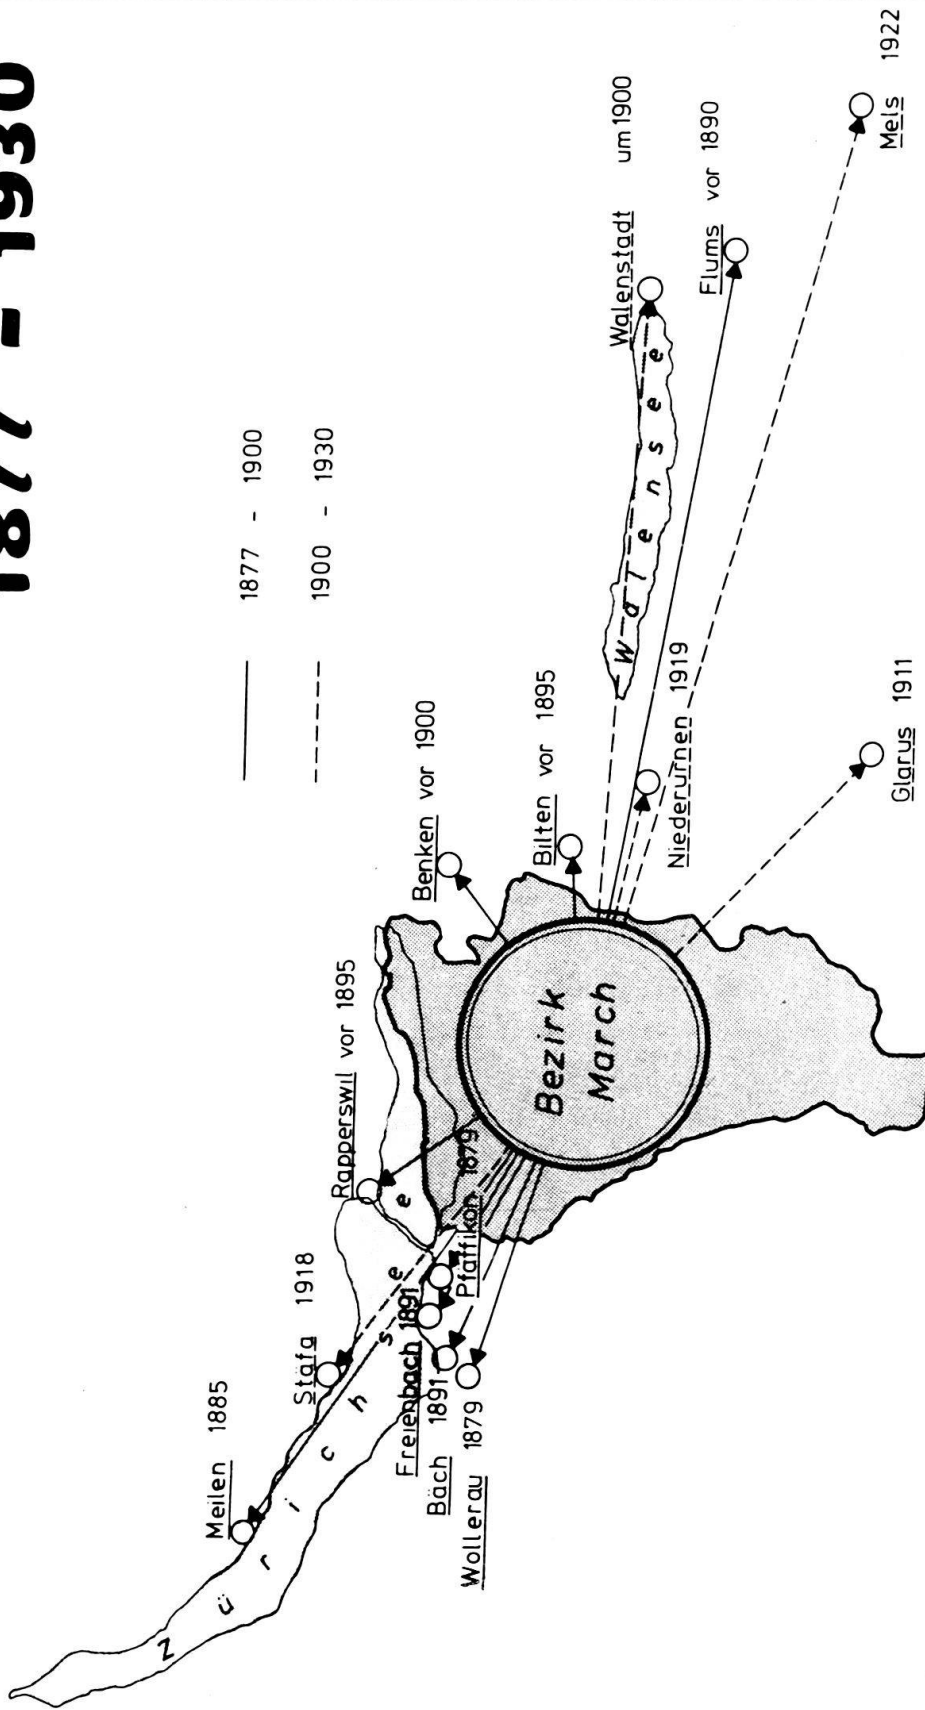 1877 - 1930
1877 - 1900
1900 - 1930
Meilen 1885
Stäfa 1918
Rapperswil vor 1895
Benken vor 1900
Zürichsee
Freienbach 1891
Bäch 1891
Wollerau 1879
Pfäffikon 1879
Bezirk
March
Bilten vor 1895
Walenstadt um 1900
Walensee
Flums vor 1890
Niederurnen 1919
Mels 1922
Glarus 1911